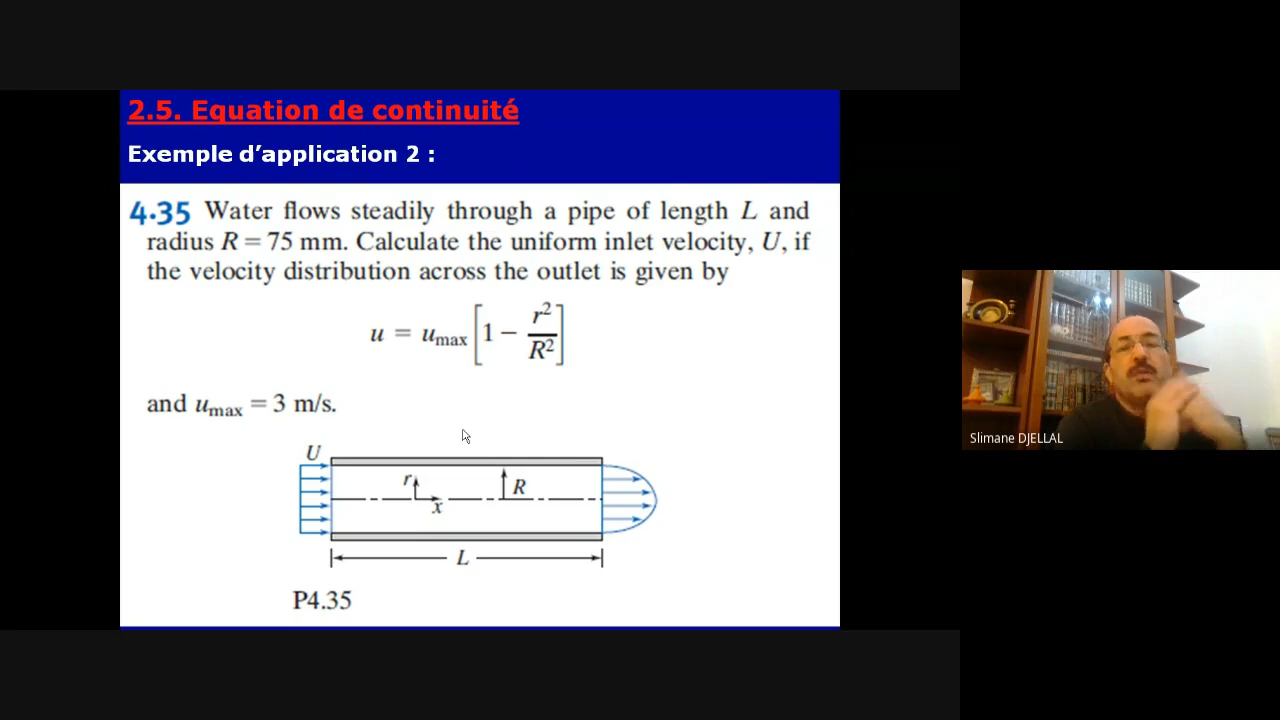 2.5. Equation de continuité
Exemple d’application 2 :
4.35 Water flows steadily through a pipe of length L and
radius R = 75 mm. Calculate the uniform inlet velocity, U, if
the velocity distribution across the outlet is given by
u = umax [1 − r²/R²]
and umax = 3 m/s.
U
r
R
x
L
P4.35
Slimane DJELLAL